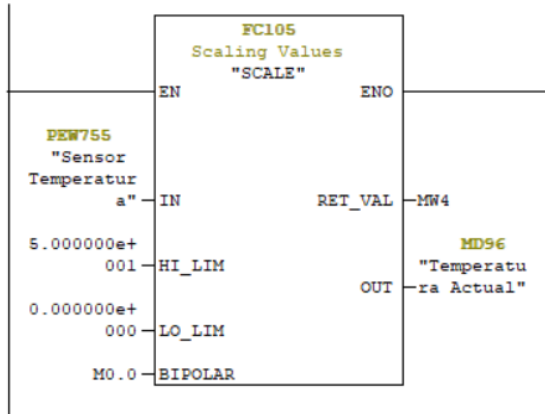 FC105
Scaling Values
"SCALE"
EN ENO
PEW755
"Sensor
Temperatur
a" IN RET_VAL MW4
5.000000e+
001 HI_LIM
MD96
"Temperatu
OUT ra Actual"
0.000000e+
000 LO_LIM
M0.0 BIPOLAR